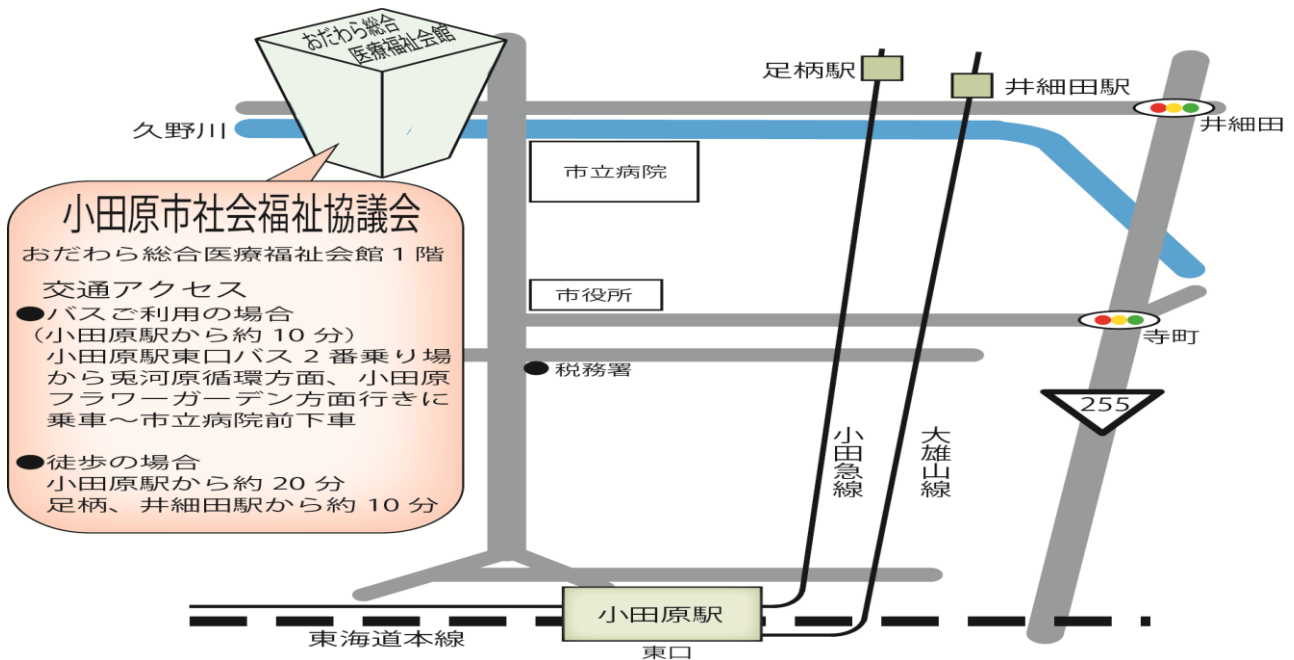 おだわら総合
医療福祉会館
足柄駅
井細田駅
井細田
久野川
市立病院
小田原市社会福祉協議会
おだわら総合医療福祉会館1階
交通アクセス
●バスご利用の場合
(小田原駅から約10分)
小田原駅東口バス2番乗り場
から兎河原循環方面、小田原
フラワーガーデン方面行きに
乗車～市立病院前下車
●徒歩の場合
小田原駅から約20分
足柄、井細田駅から約10分
市役所
寺町
税務署
255
小田急線
大雄山線
小田原駅
東海道本線
東口